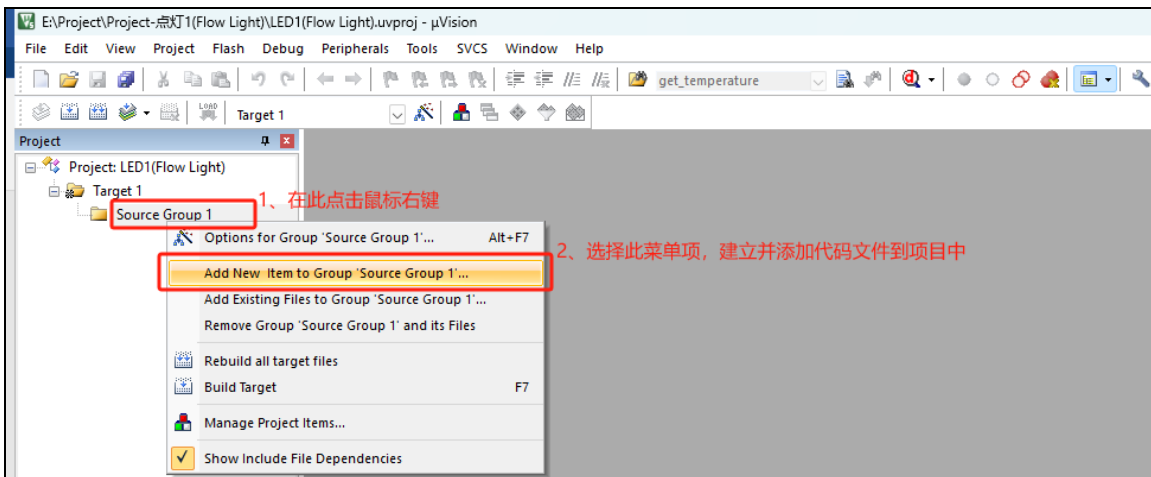 E:\Project\Project-点灯1(Flow Light)\LED1(Flow Light).uvproj - µVision
File Edit View Project Flash Debug Peripherals Tools SVCS Window Help
get_temperature
LOAD
Target 1
Project
Project: LED1(Flow Light)
Target 1
Source Group 1
1、在此点击鼠标右键
Options for Group 'Source Group 1'... Alt+F7
2、选择此菜单项，建立并添加代码文件到项目中
Add New Item to Group 'Source Group 1'...
Add Existing Files to Group 'Source Group 1'...
Remove Group 'Source Group 1' and its Files
Rebuild all target files
Build Target F7
Manage Project Items...
Show Include File Dependencies